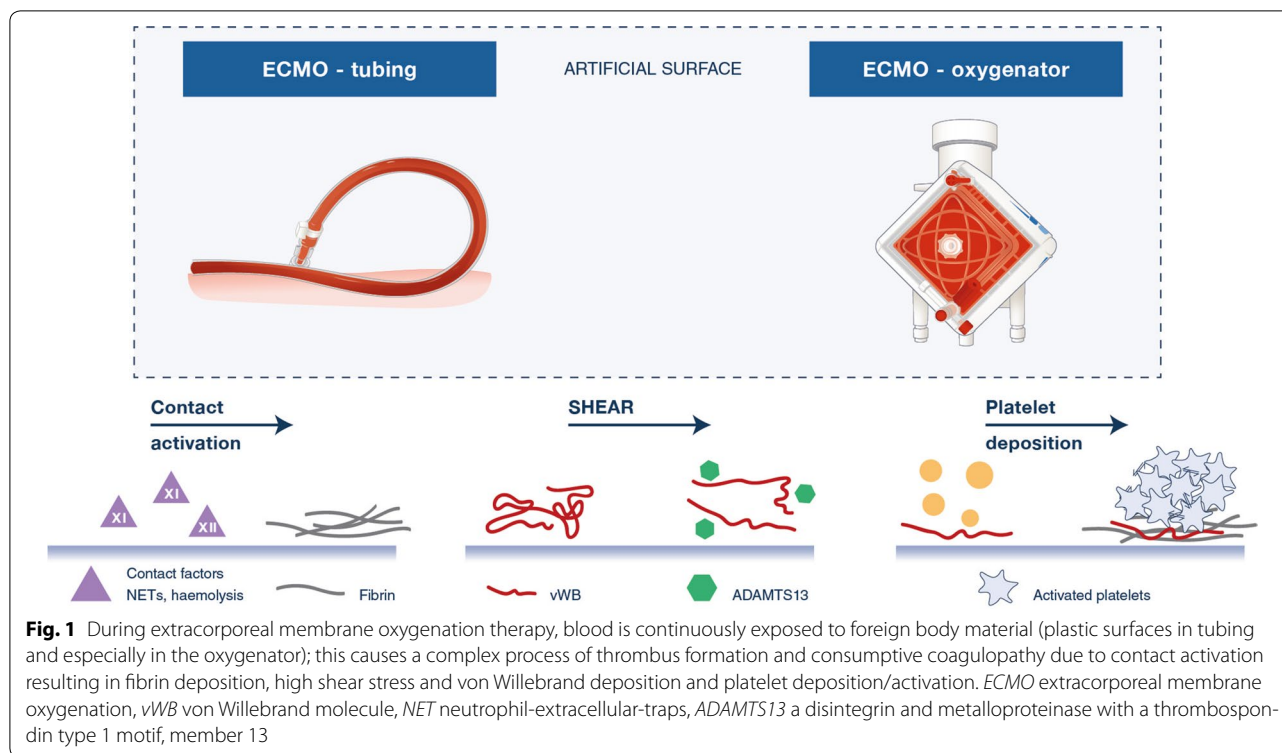 ECMO - tubing
ARTIFICIAL SURFACE
ECMO - oxygenator
Contact
activation
SHEAR
Platelet
deposition
XI
XI
XII
Contact factors
NETs, haemolysis
Fibrin
vWB
ADAMTS13
Activated platelets
Fig. 1 During extracorporeal membrane oxygenation therapy, blood is continuously exposed to foreign body material (plastic surfaces in tubing
and especially in the oxygenator); this causes a complex process of thrombus formation and consumptive coagulopathy due to contact activation
resulting in fibrin deposition, high shear stress and von Willebrand deposition and platelet deposition/activation. ECMO extracorporeal membrane
oxygenation, vWB von Willebrand molecule, NET neutrophil-extracellular-traps, ADAMTS13 a disintegrin and metalloproteinase with a thrombospon-
din type 1 motif, member 13